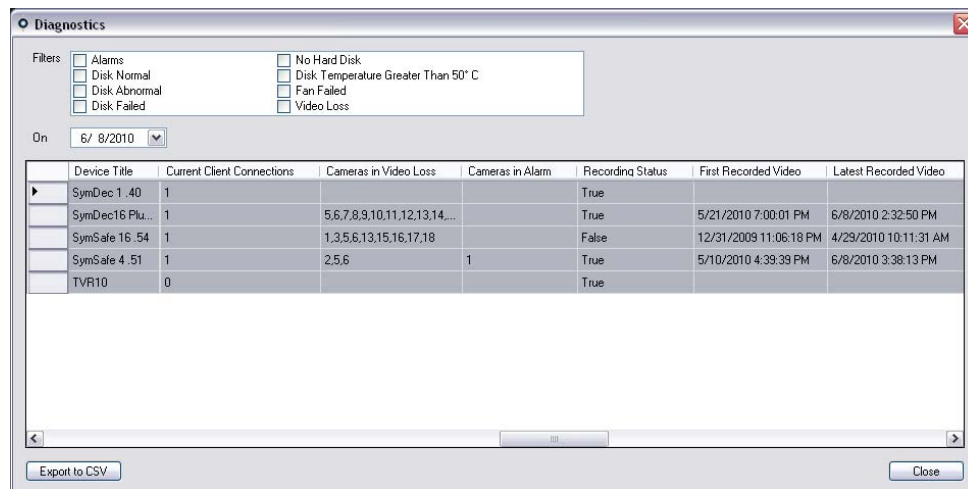 Diagnostics
Filters
Alarms
Disk Normal
Disk Abnormal
Disk Failed
No Hard Disk
Disk Temperature Greater Than 50° C
Fan Failed
Video Loss
On 6/ 8/2010
Device Title Current Client Connections Cameras in Video Loss Cameras in Alarm Recording Status First Recorded Video Latest Recorded Video
SymDec 1 .40 1 True
SymDec16 Plu... 1 5,6,7,8,9,10,11,12,13,14,... True 5/21/2010 7:00:01 PM 6/8/2010 2:32:50 PM
SymSafe 16 .54 1 1,3,5,6,13,15,16,17,18 False 12/31/2009 11:06:18 PM 4/29/2010 10:11:31 AM
SymSafe 4 .51 1 2,5,6 1 True 5/10/2010 4:39:39 PM 6/8/2010 3:38:13 PM
TVR10 0 True
Export to CSV Close